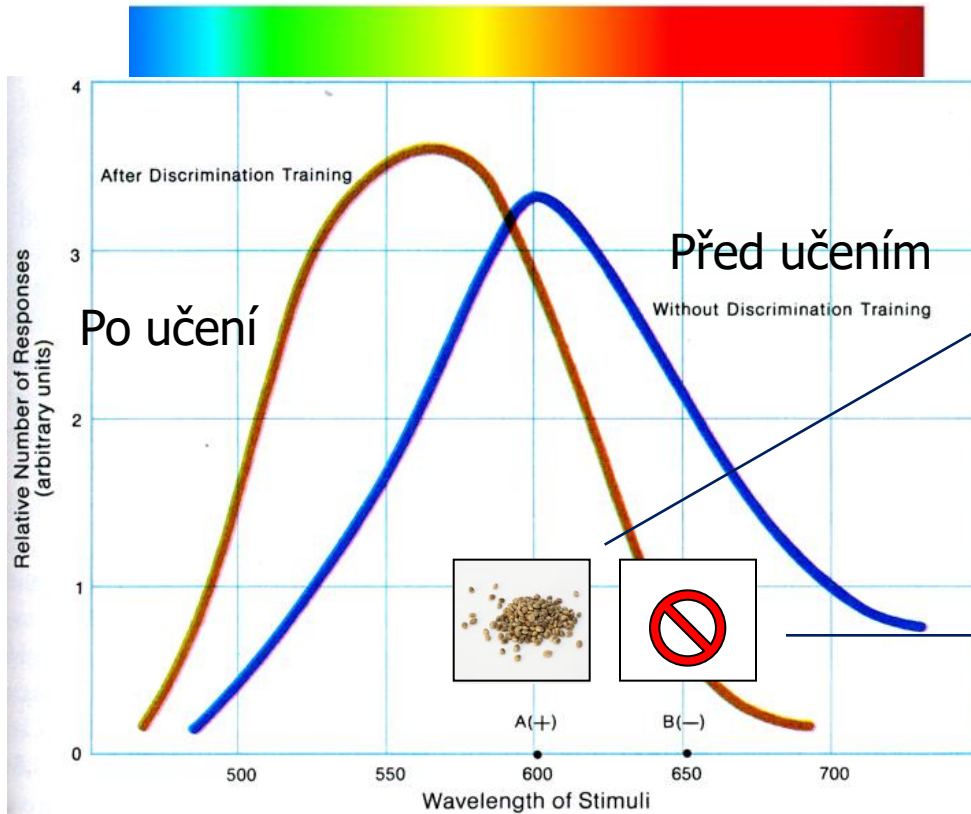 4
After Discrimination Training
3
Před učením
Without Discrimination Training
Po učení
Relative Number of Responses
(arbitrary units)
2
1
A(+)
B(—)
0
500
550
600
650
700
Wavelength of Stimuli